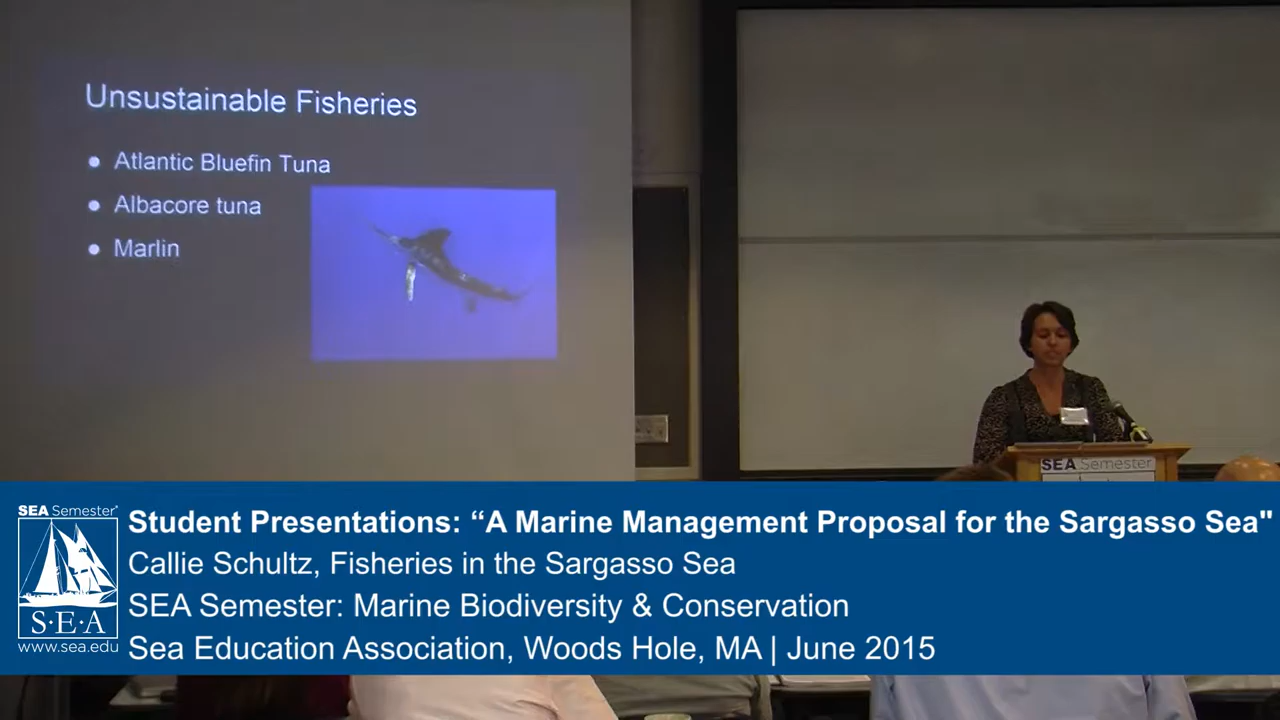 Unsustainable Fisheries
● Atlantic Bluefin Tuna
● Albacore tuna
● Marlin
SEA Semester
SEA Semester®
S·E·A
www.sea.edu
Student Presentations: “A Marine Management Proposal for the Sargasso Sea"
Callie Schultz, Fisheries in the Sargasso Sea
SEA Semester: Marine Biodiversity & Conservation
Sea Education Association, Woods Hole, MA | June 2015